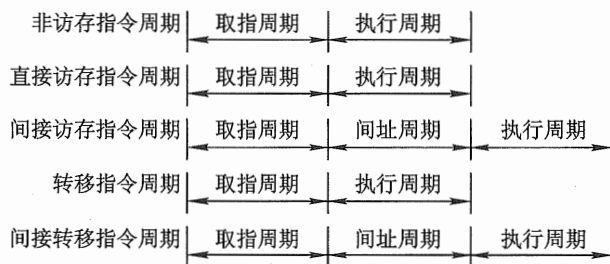 非访存指令周期 取指周期 执行周期
直接访存指令周期 取指周期 执行周期
间接访存指令周期 取指周期 间址周期 执行周期
转移指令周期 取指周期 执行周期
间接转移指令周期 取指周期 间址周期 执行周期